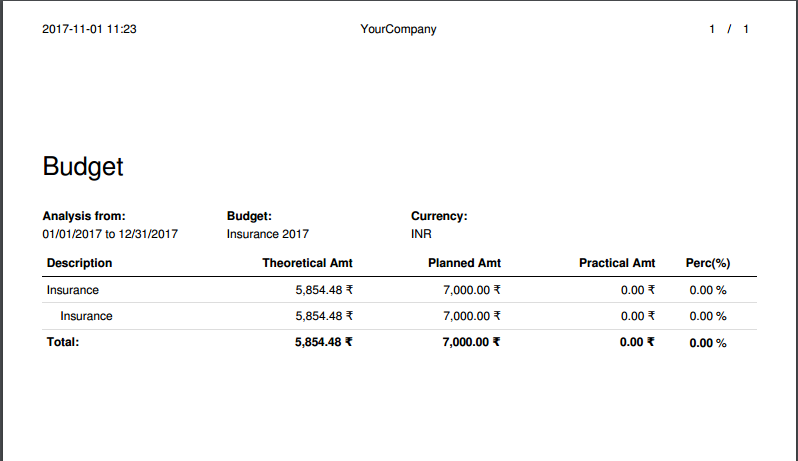 2017-11-01 11:23 YourCompany 1 / 1
Budget
Analysis from: Budget: Currency:
01/01/2017 to 12/31/2017 Insurance 2017 INR
Description Theoretical Amt Planned Amt Practical Amt Perc(%)
Insurance 5,854.48 ₹ 7,000.00 ₹ 0.00 ₹ 0.00 %
Insurance 5,854.48 ₹ 7,000.00 ₹ 0.00 ₹ 0.00 %
Total: 5,854.48 ₹ 7,000.00 ₹ 0.00 ₹ 0.00 %